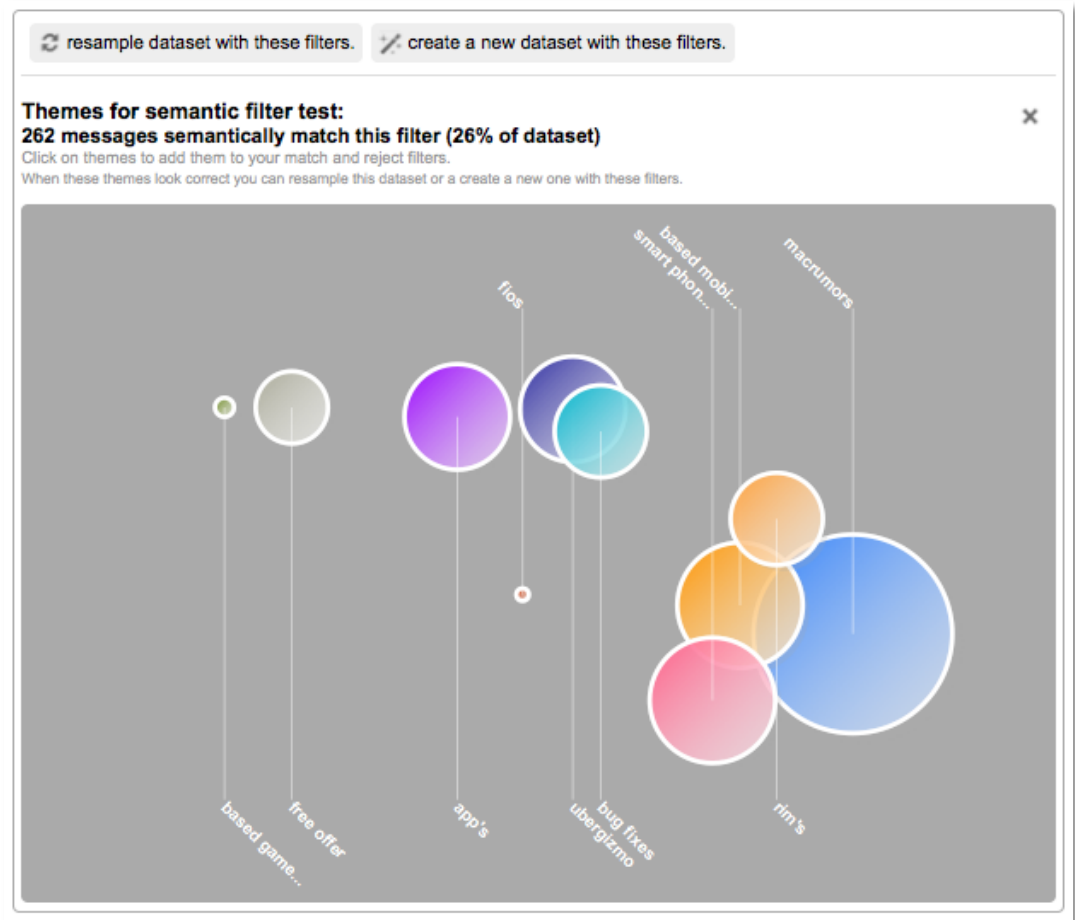 resample dataset with these filters.
create a new dataset with these filters.
Themes for semantic filter test:
262 messages semantically match this filter (26% of dataset)
Click on themes to add them to your match and reject filters.
When these themes look correct you can resample this dataset or a create a new one with these filters.
fios
smart phon...
based mobi...
macrumors
based game...
free offer
app's
ubergizmo
bug fixes
rim's